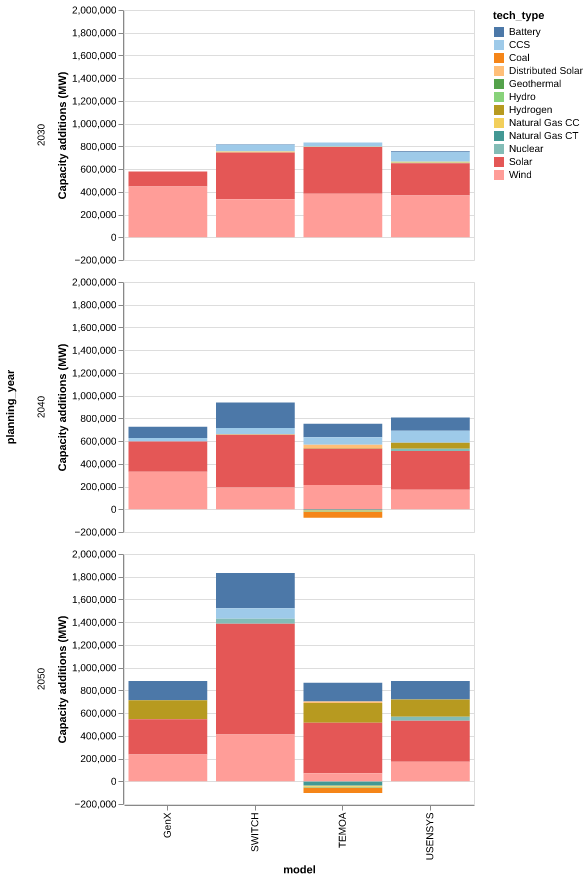 tech_type
Battery
CCS
Coal
Distributed Solar
Geothermal
Hydro
Hydrogen
Natural Gas CC
Natural Gas CT
Nuclear
Solar
Wind
planning_year
2030
Capacity additions (MW)
2,000,000
1,800,000
1,600,000
1,400,000
1,200,000
1,000,000
800,000
600,000
400,000
200,000
0
−200,000
2040
Capacity additions (MW)
2,000,000
1,800,000
1,600,000
1,400,000
1,200,000
1,000,000
800,000
600,000
400,000
200,000
0
−200,000
2050
Capacity additions (MW)
2,000,000
1,800,000
1,600,000
1,400,000
1,200,000
1,000,000
800,000
600,000
400,000
200,000
0
−200,000
GenX
SWITCH
TEMOA
USENSYS
model